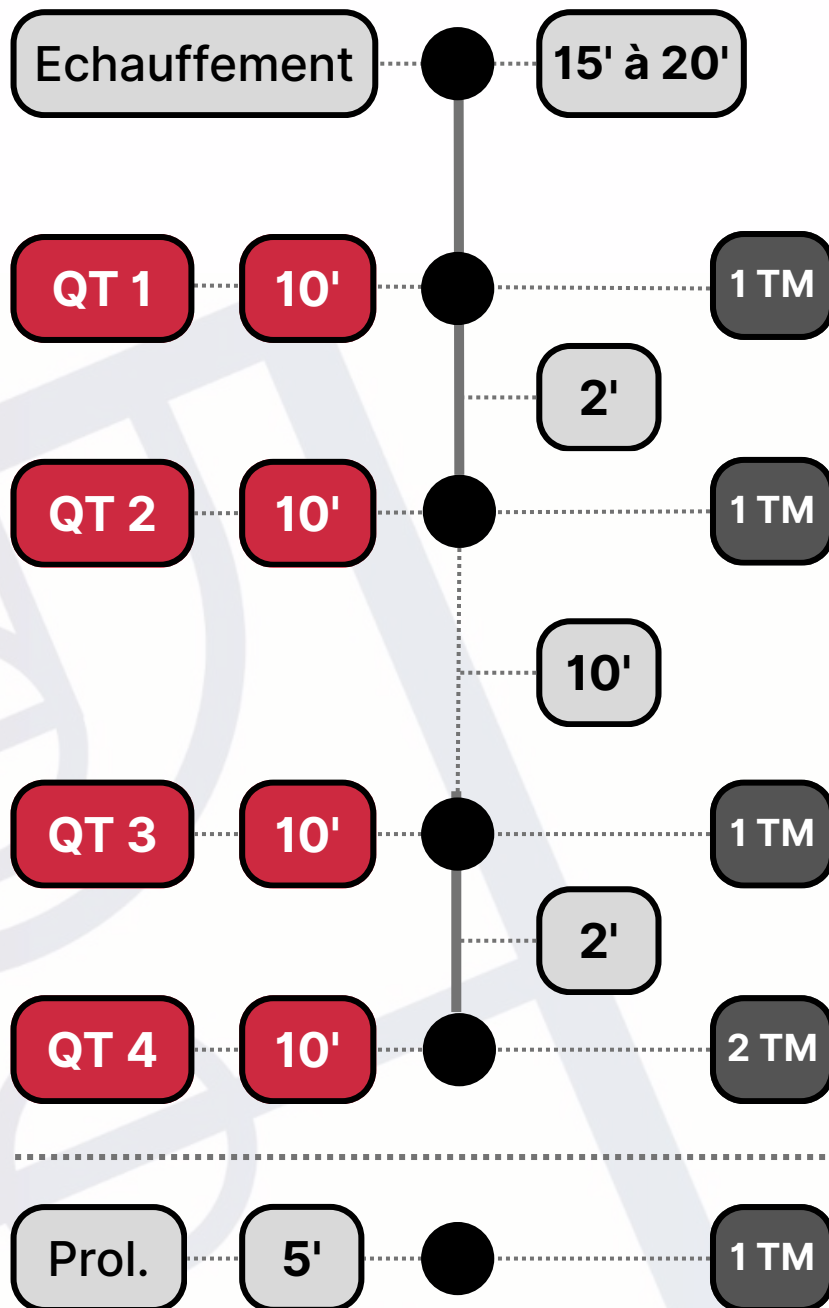 Echauffement 15' à 20'
QT 1 10' 1 TM
2'
QT 2 10' 1 TM
10'
QT 3 10' 1 TM
2'
QT 4 10' 2 TM
Prol. 5' 1 TM